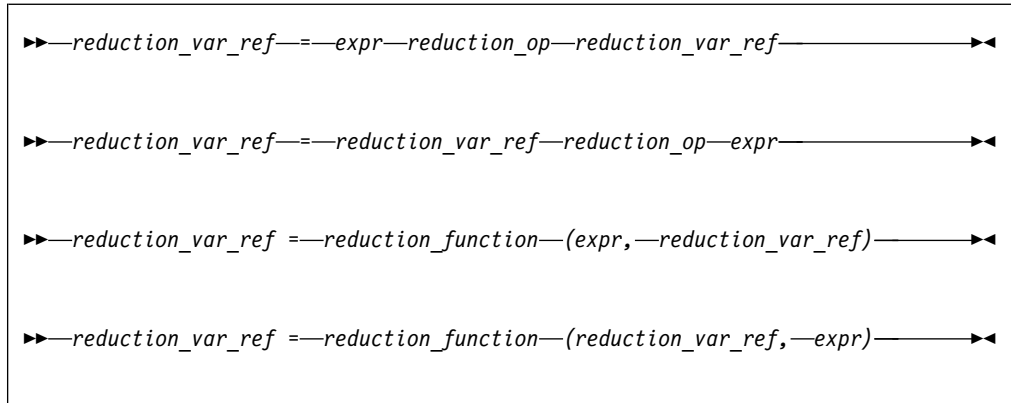 ►►—reduction_var_ref—=—expr—reduction_op—reduction_var_ref—►◄
►►—reduction_var_ref—=—reduction_var_ref—reduction_op—expr—►◄
►►—reduction_var_ref =—reduction_function—(expr,—reduction_var_ref)—►◄
►►—reduction_var_ref =—reduction_function—(reduction_var_ref,—expr)—►◄